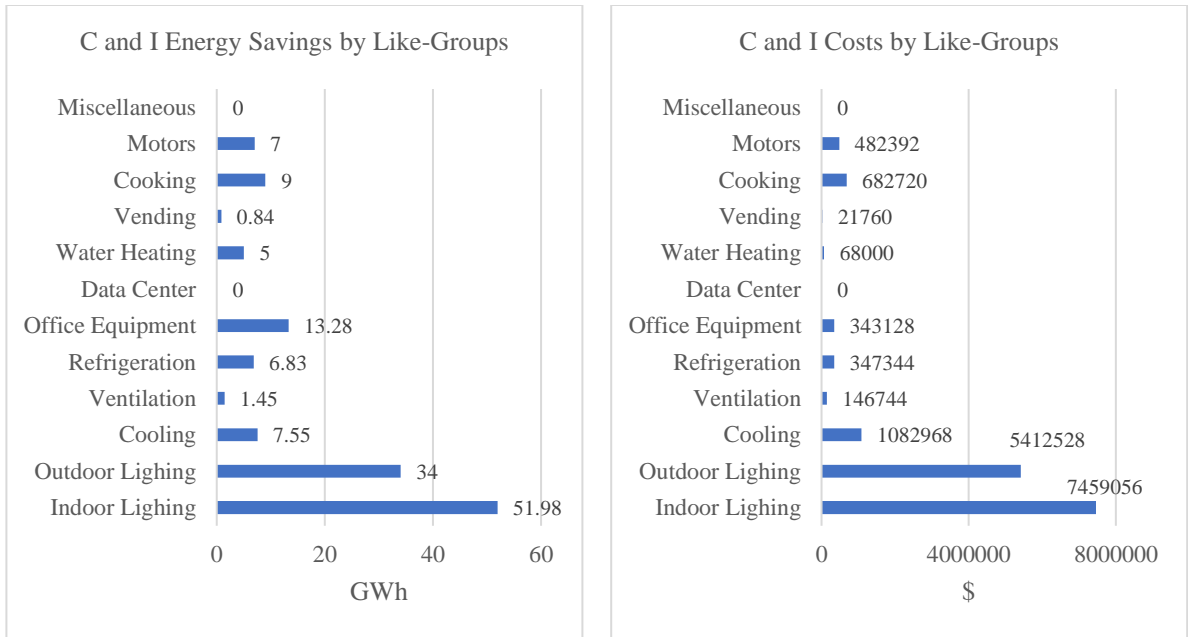 C and I Energy Savings by Like-Groups
Miscellaneous 0
Motors 7
Cooking 9
Vending 0.84
Water Heating 5
Data Center 0
Office Equipment 13.28
Refrigeration 6.83
Ventilation 1.45
Cooling 7.55
Outdoor Lighing 34
Indoor Lighing 51.98
0 20 40 60
GWh
C and I Costs by Like-Groups
Miscellaneous 0
Motors 482392
Cooking 682720
Vending 21760
Water Heating 68000
Data Center 0
Office Equipment 343128
Refrigeration 347344
Ventilation 146744
Cooling 1082968
Outdoor Lighing 5412528
Indoor Lighing 7459056
0 4000000 8000000
$